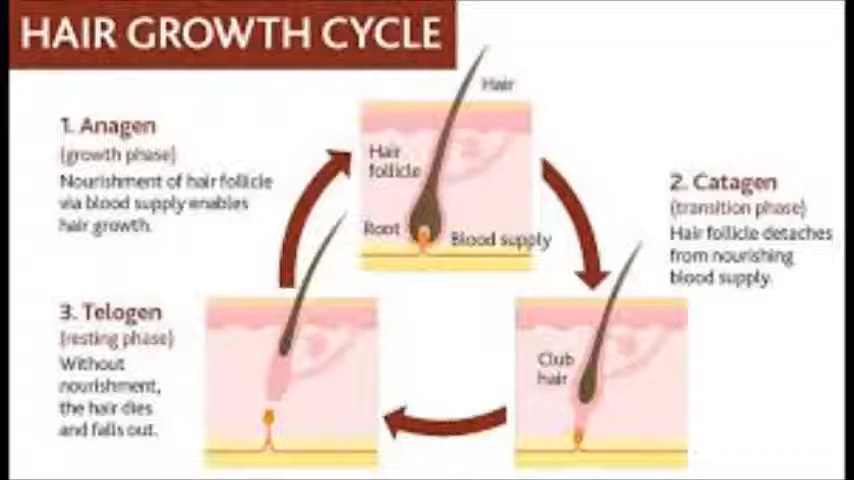 HAIR GROWTH CYCLE
Hair
1. Anagen
(growth phase)
Nourishment of hair follicle
via blood supply enables
hair growth.
Hair
follicle
Root
Blood supply
2. Catagen
(transition phase)
Hair follicle detaches
from nourishing
blood supply.
Club
hair
3. Telogen
(resting phase)
Without
nourishment,
the hair dies
and falls out.